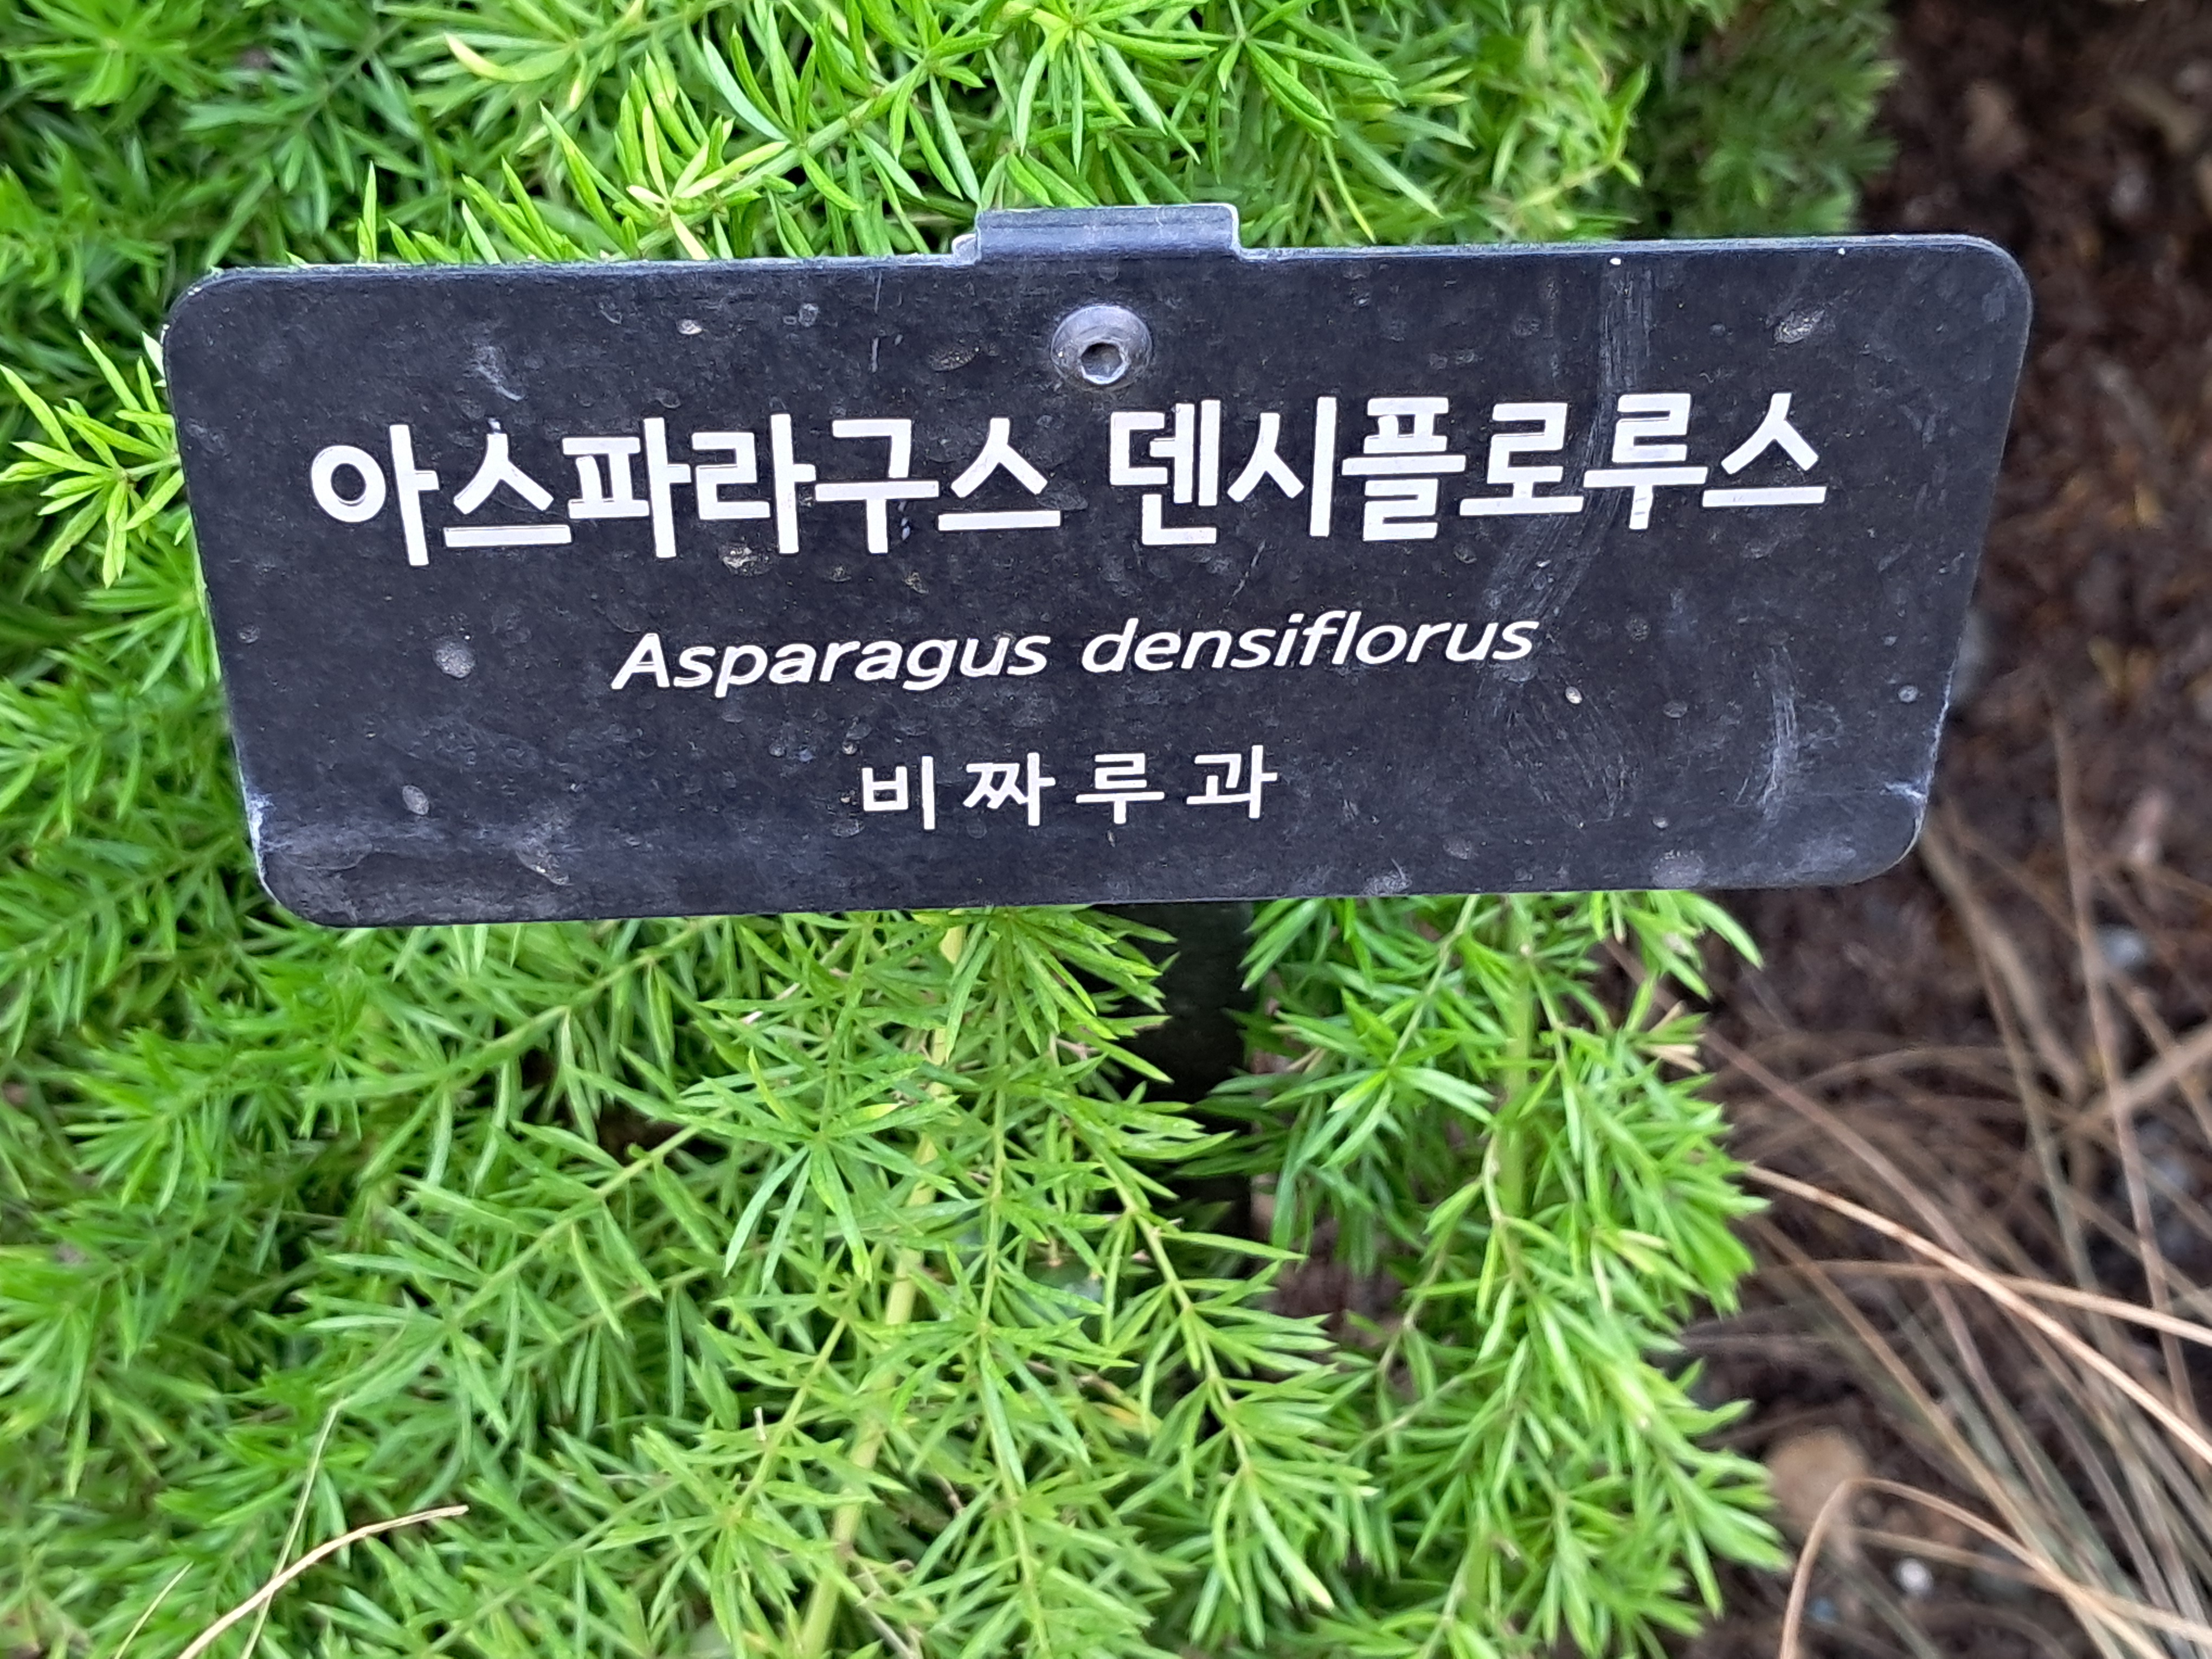 아스파라구스 덴시플로루스
Asparagus densiflorus
비짜루과